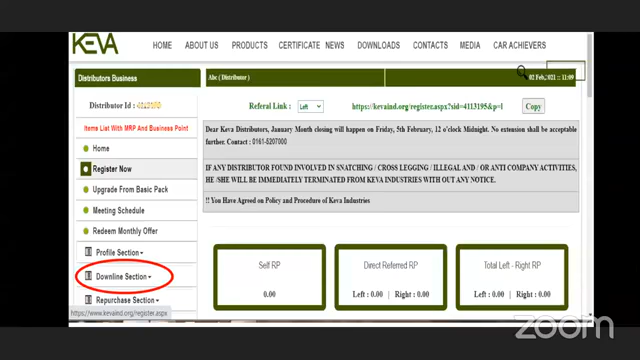 KEVA
HOME ABOUT US PRODUCTS CERTIFICATE NEWS DOWNLOADS CONTACTS MEDIA CAR ACHIEVERS
Distributors Business
Abc ( Distributor )
02 Feb, 2021 :: 11:09
Distributor Id :
Referal Link : Left https://kevaind.org/register.aspx?sid=4113195&p=l Copy
Items List With MRP And Business Point
Home
Register Now
Upgrade From Basic Pack
Meeting Schedule
Redeem Monthly Offer
Profile Section
Downline Section
Repurchase Section
https://www.kevaind.org/register.aspx
Dear Keva Distributors, January Month closing will happen on Friday, 5th February, 12 o'clock Midnight. No extension shall be acceptable
further. Contact : 0161-5207000
IF ANY DISTRIBUTOR FOUND INVOLVED IN SNATCHING / CROSS LEGGING / ILLEGAL AND / OR ANTI COMPANY ACTIVITIES,
HE /SHE WILL BE IMMEDIATELY TERMINATED FROM KEVA INDUSTRIES WITH OUT ANY NOTICE.
!! You Have Agreed on Policy and Procedure of Keva Industries
Self RP
0.00
Direct Referred RP
Left : 0.00 | Right : 0.00
Total Left - Right RP
Left : 0.00 | Right : 0.00
zoom